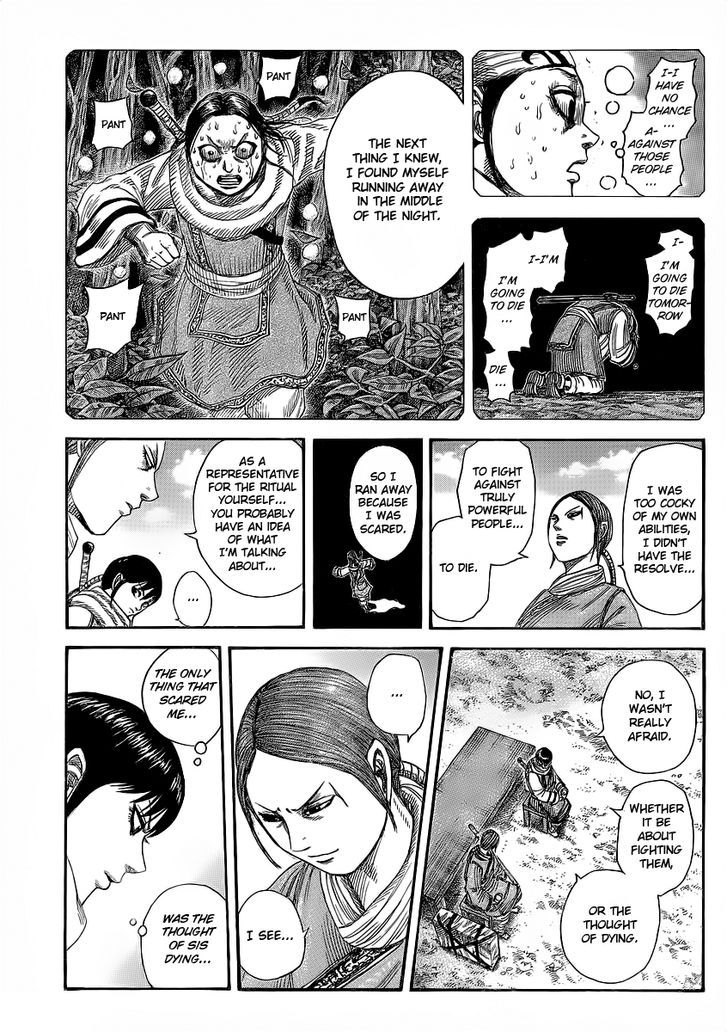 I-I
HAVE
NO
CHANCE
...
A-
AGAINST
THOSE
PEOPLE
...
I-
I'M
GOING
TO DIE
TOMOR-
ROW
I-I'M
I'M
GOING
TO DIE
...
DIE...
THE NEXT
THING I KNEW,
I FOUND MYSELF
RUNNING AWAY
IN THE MIDDLE
OF THE NIGHT.
PANT
PANT
PANT
PANT
I WAS
TOO COCKY
OF MY OWN
ABILITIES,
I DIDN'T
HAVE THE
RESOLVE...
TO FIGHT
AGAINST
TRULY
POWERFUL
PEOPLE...
TO DIE.
SO I
RAN AWAY
BECAUSE
I WAS
SCARED.
AS A
REPRESENTATIVE
FOR THE RITUAL
YOURSELF...
YOU PROBABLY
HAVE AN IDEA
OF WHAT
I'M TALKING
ABOUT...
...
NO, I
WASN'T
REALLY
AFRAID.
WHETHER
IT BE
ABOUT
FIGHTING
THEM,
OR THE
THOUGHT
OF DYING.
...
I SEE...
THE ONLY
THING THAT
SCARED
ME...
WAS THE
THOUGHT
OF SIS
DYING...